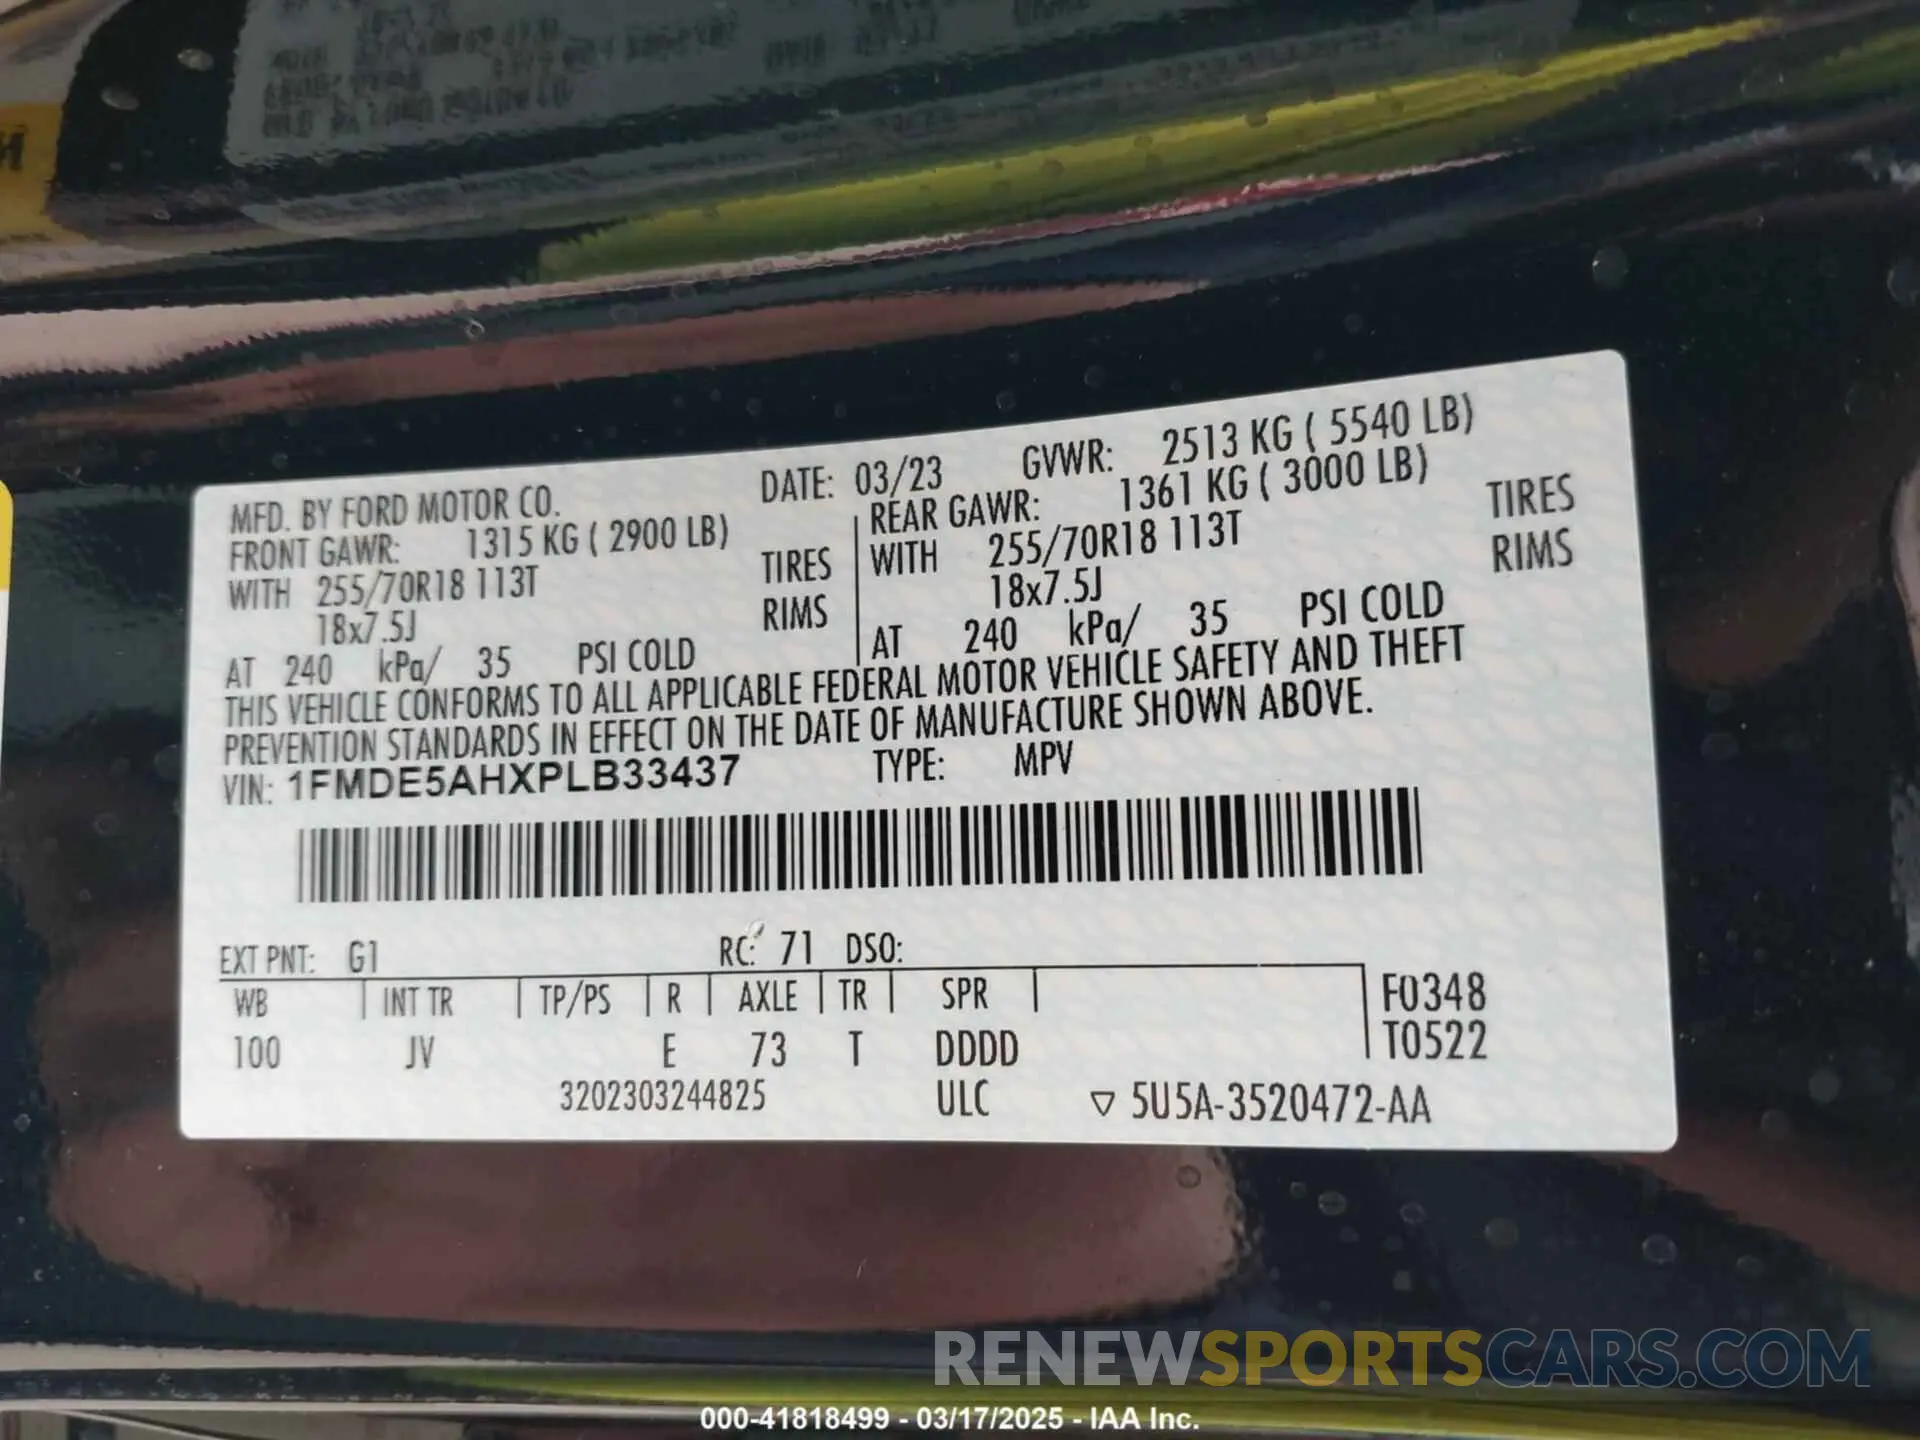 MFD. BY FORD MOTOR CO. DATE: 03/23 GVWR: 2513 KG ( 5540 LB)
FRONT GAWR: 1315 KG ( 2900 LB) REAR GAWR: 1361 KG ( 3000 LB)
WITH 255/70R18 113T TIRES WITH 255/70R18 113T TIRES
18x7.5J RIMS 18x7.5J RIMS
AT 240 kPa/ 35 PSI COLD AT 240 kPa/ 35 PSI COLD
THIS VEHICLE CONFORMS TO ALL APPLICABLE FEDERAL MOTOR VEHICLE SAFETY AND THEFT
PREVENTION STANDARDS IN EFFECT ON THE DATE OF MANUFACTURE SHOWN ABOVE.
VIN: 1FMDE5AHXPLB33437 TYPE: MPV
EXT PNT: G1 RC: 71 DSO:
WB INT TR TP/PS R AXLE TR SPR F0348
100 JV E 73 T DDDD T0522
3202303244825 ULC ▽ 5U5A-3520472-AA
RENEWSPORTSCARS.COM
000-41818499 - 03/17/2025 - IAA Inc.